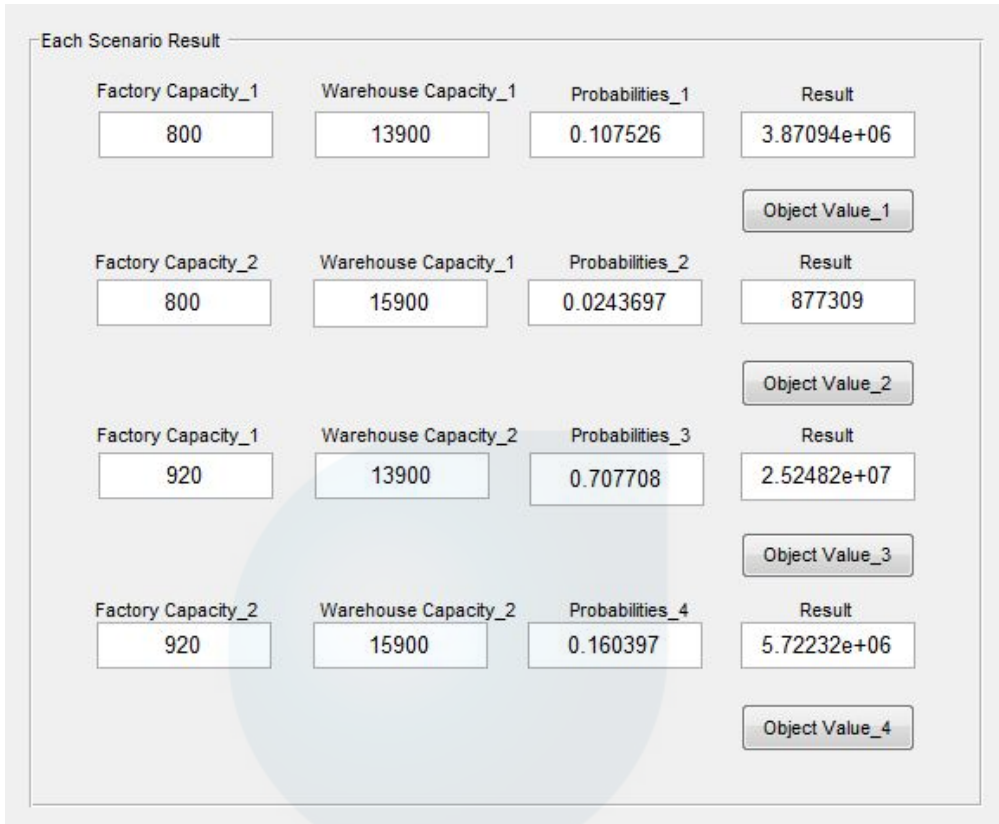 Each Scenario Result
Factory Capacity_1 Warehouse Capacity_1 Probabilities_1 Result
800 13900 0.107526 3.87094e+06
Object Value_1
Factory Capacity_2 Warehouse Capacity_1 Probabilities_2 Result
800 15900 0.0243697 877309
Object Value_2
Factory Capacity_1 Warehouse Capacity_2 Probabilities_3 Result
920 13900 0.707708 2.52482e+07
Object Value_3
Factory Capacity_2 Warehouse Capacity_2 Probabilities_4 Result
920 15900 0.160397 5.72232e+06
Object Value_4